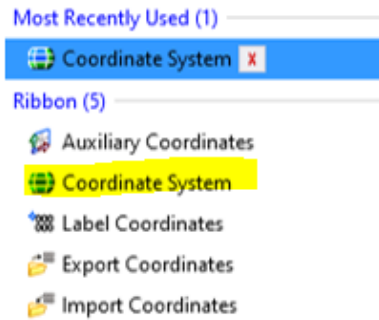 Most Recently Used (1)
Coordinate System x
Ribbon (5)
Auxiliary Coordinates
Coordinate System
Label Coordinates
Export Coordinates
Import Coordinates